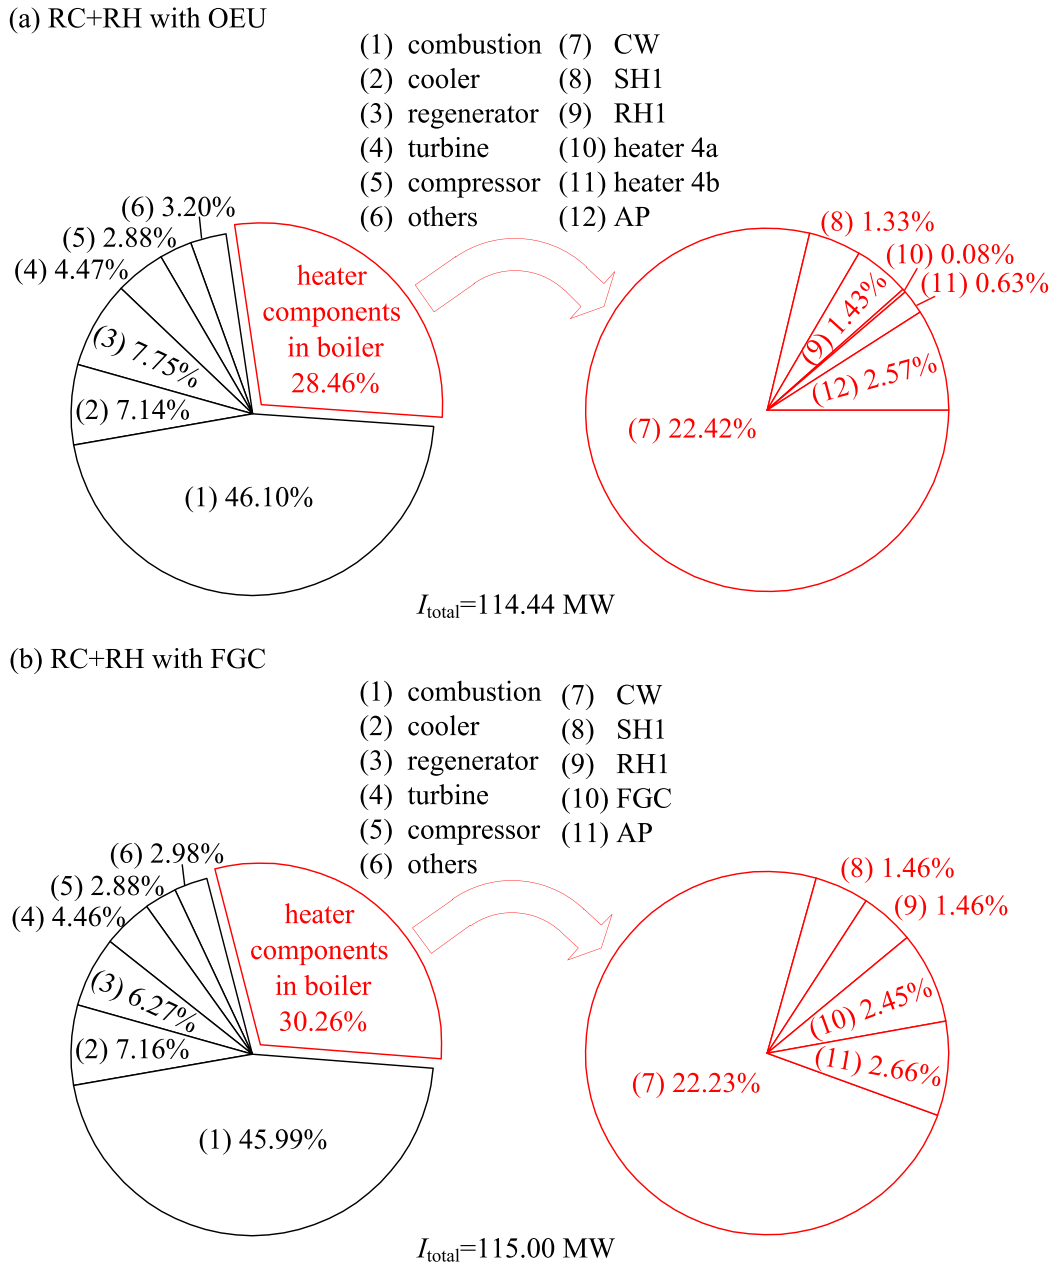 (a) RC+RH with OEU
(1) combustion (7) CW
(2) cooler (8) SH1
(3) regenerator (9) RH1
(4) turbine (10) heater 4a
(5) compressor (11) heater 4b
(6) others (12) AP
(6) 3.20%
(5) 2.88%
(4) 4.47%
(3) 7.75%
(2) 7.14%
(1) 46.10%
heater
components
in boiler
28.46%
(8) 1.33%
(10) 0.08%
(11) 0.63%
(9) 1.43%
(12) 2.57%
(7) 22.42%
Itotal=114.44 MW
(b) RC+RH with FGC
(1) combustion (7) CW
(2) cooler (8) SH1
(3) regenerator (9) RH1
(4) turbine (10) FGC
(5) compressor (11) AP
(6) others
(6) 2.98%
(5) 2.88%
(4) 4.46%
(3) 6.27%
(2) 7.16%
(1) 45.99%
heater
components
in boiler
30.26%
(8) 1.46%
(9) 1.46%
(10) 2.45%
(11) 2.66%
(7) 22.23%
Itotal=115.00 MW